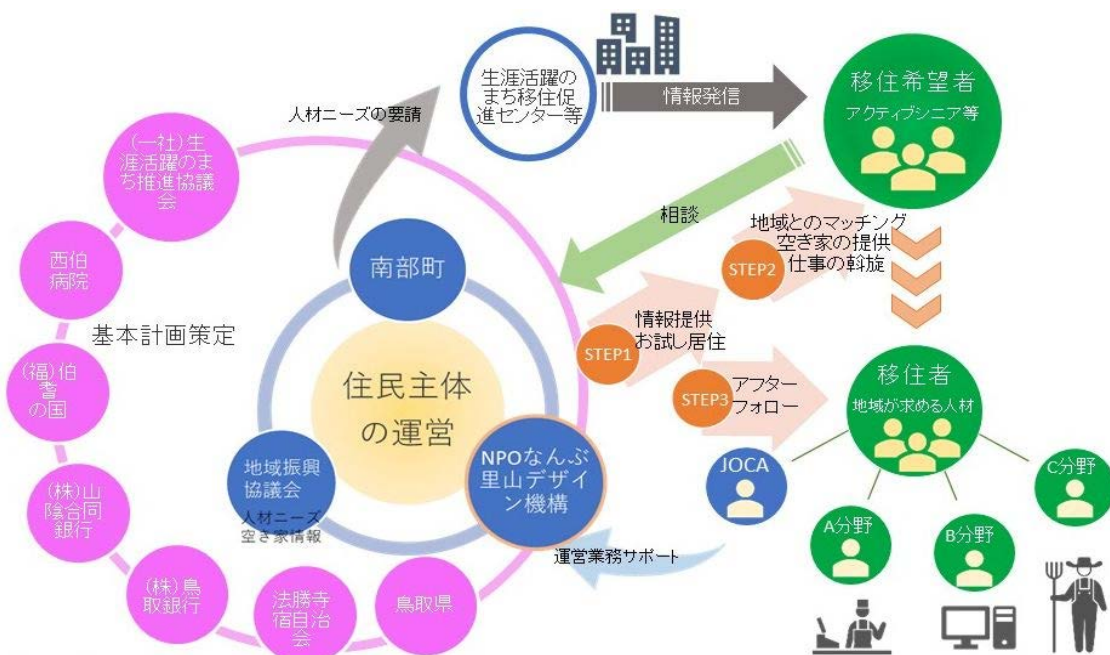 生涯活躍の
まち移住促
進センター等
情報発信
移住希望者
アクティブシニア等
人材ニーズの要請
(一社)生
涯活躍のま
ち推進協議
会
相談
地域とのマッチング
空き家の提供
仕事の斡旋
STEP2
西伯
病院
南部町
基本計画策定
情報提供
お試し居住
STEP1
住民主体
の運営
(福)伯
耆
の国
STEP3
アフター
フォロー
移住者
地域が求める人材
地域振興
協議会
人材ニーズ
空き家情報
NPOなんぶ
里山デザイ
ン機構
JOCA
C分野
(株)山
陰合同
銀行
A分野
B分野
運営業務サポート
(株)鳥
取銀行
法勝寺
宿自治
会
鳥取県